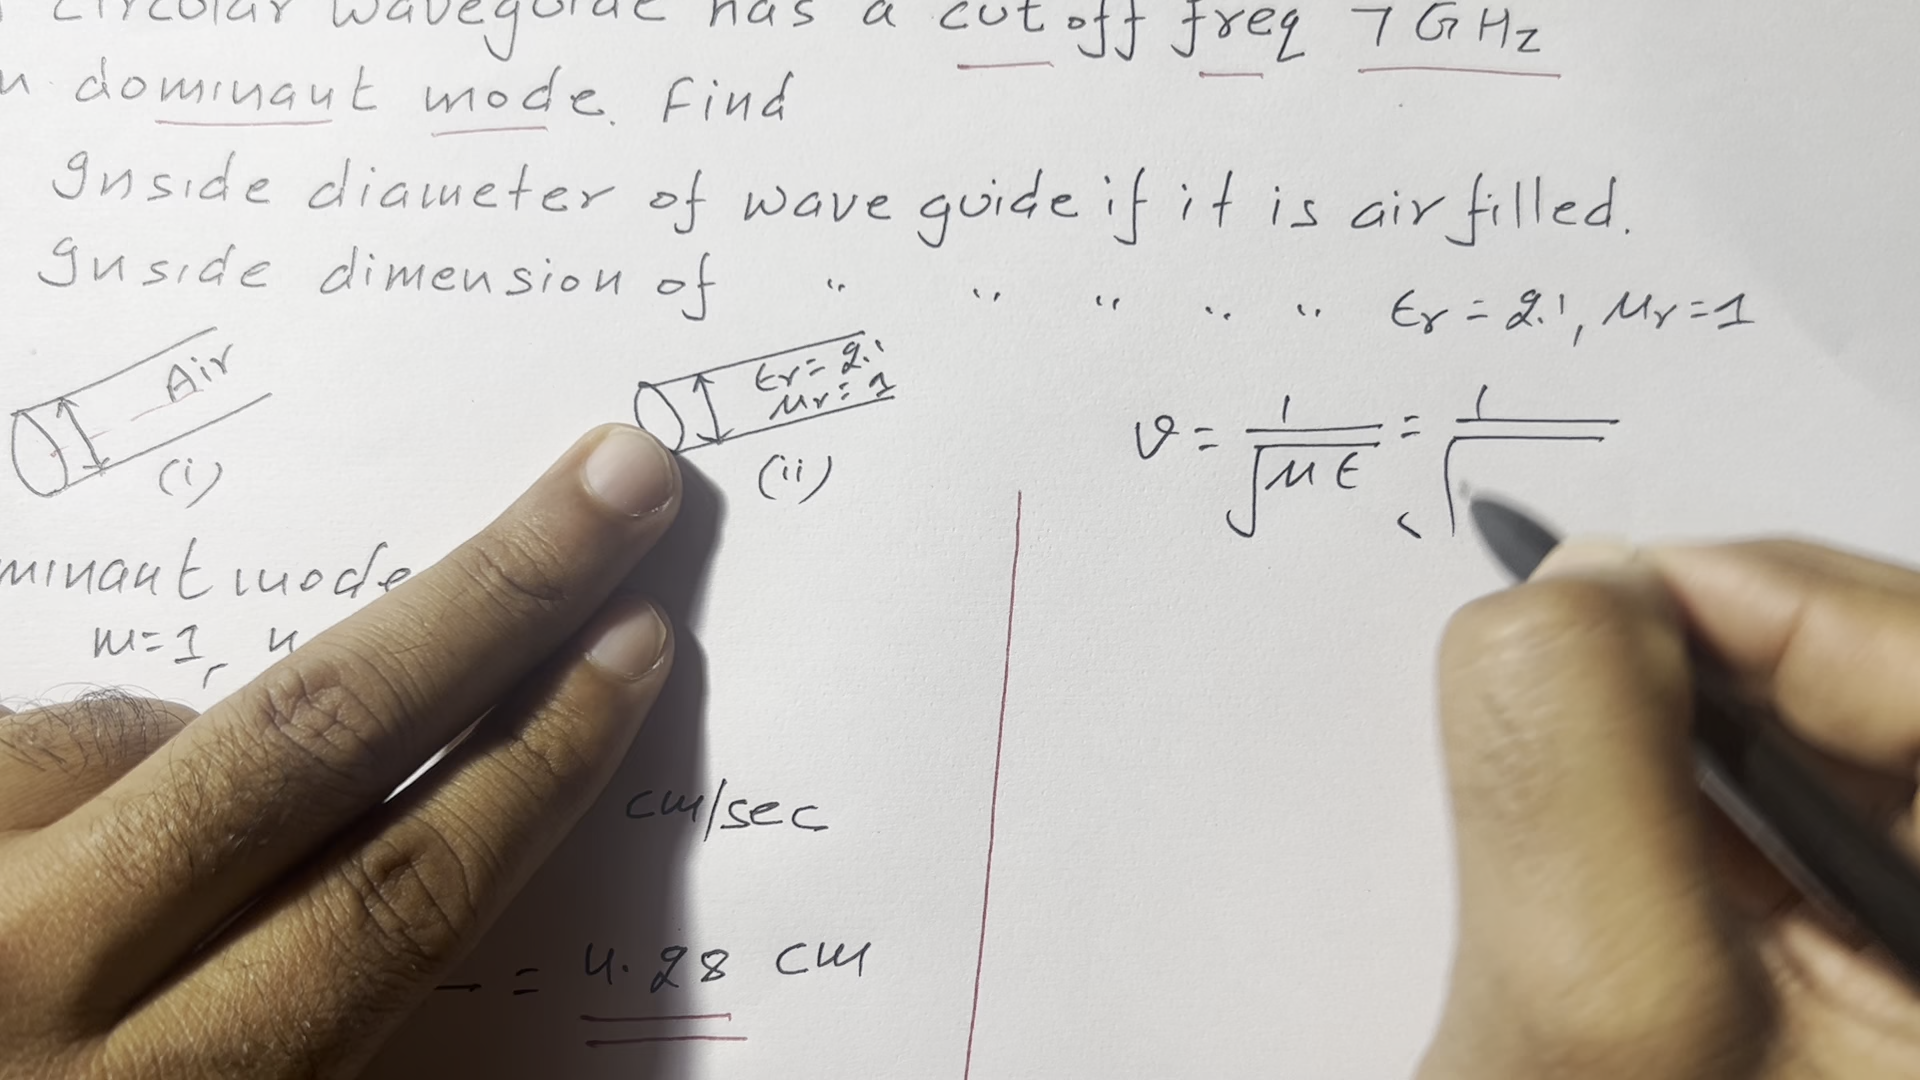 circular waveguide has a cut off freq 7 GHz
n dominant mode. Find
Inside diameter of wave guide if it is air filled.
Inside dimension of " " " " " εr = 2.1, μr = 1
Air
(i)
εr = 2.1
μr = 1
(ii)
v = 1/√με = 1/√
minant mode
m=1, n
cm/sec
= 4.28 cm